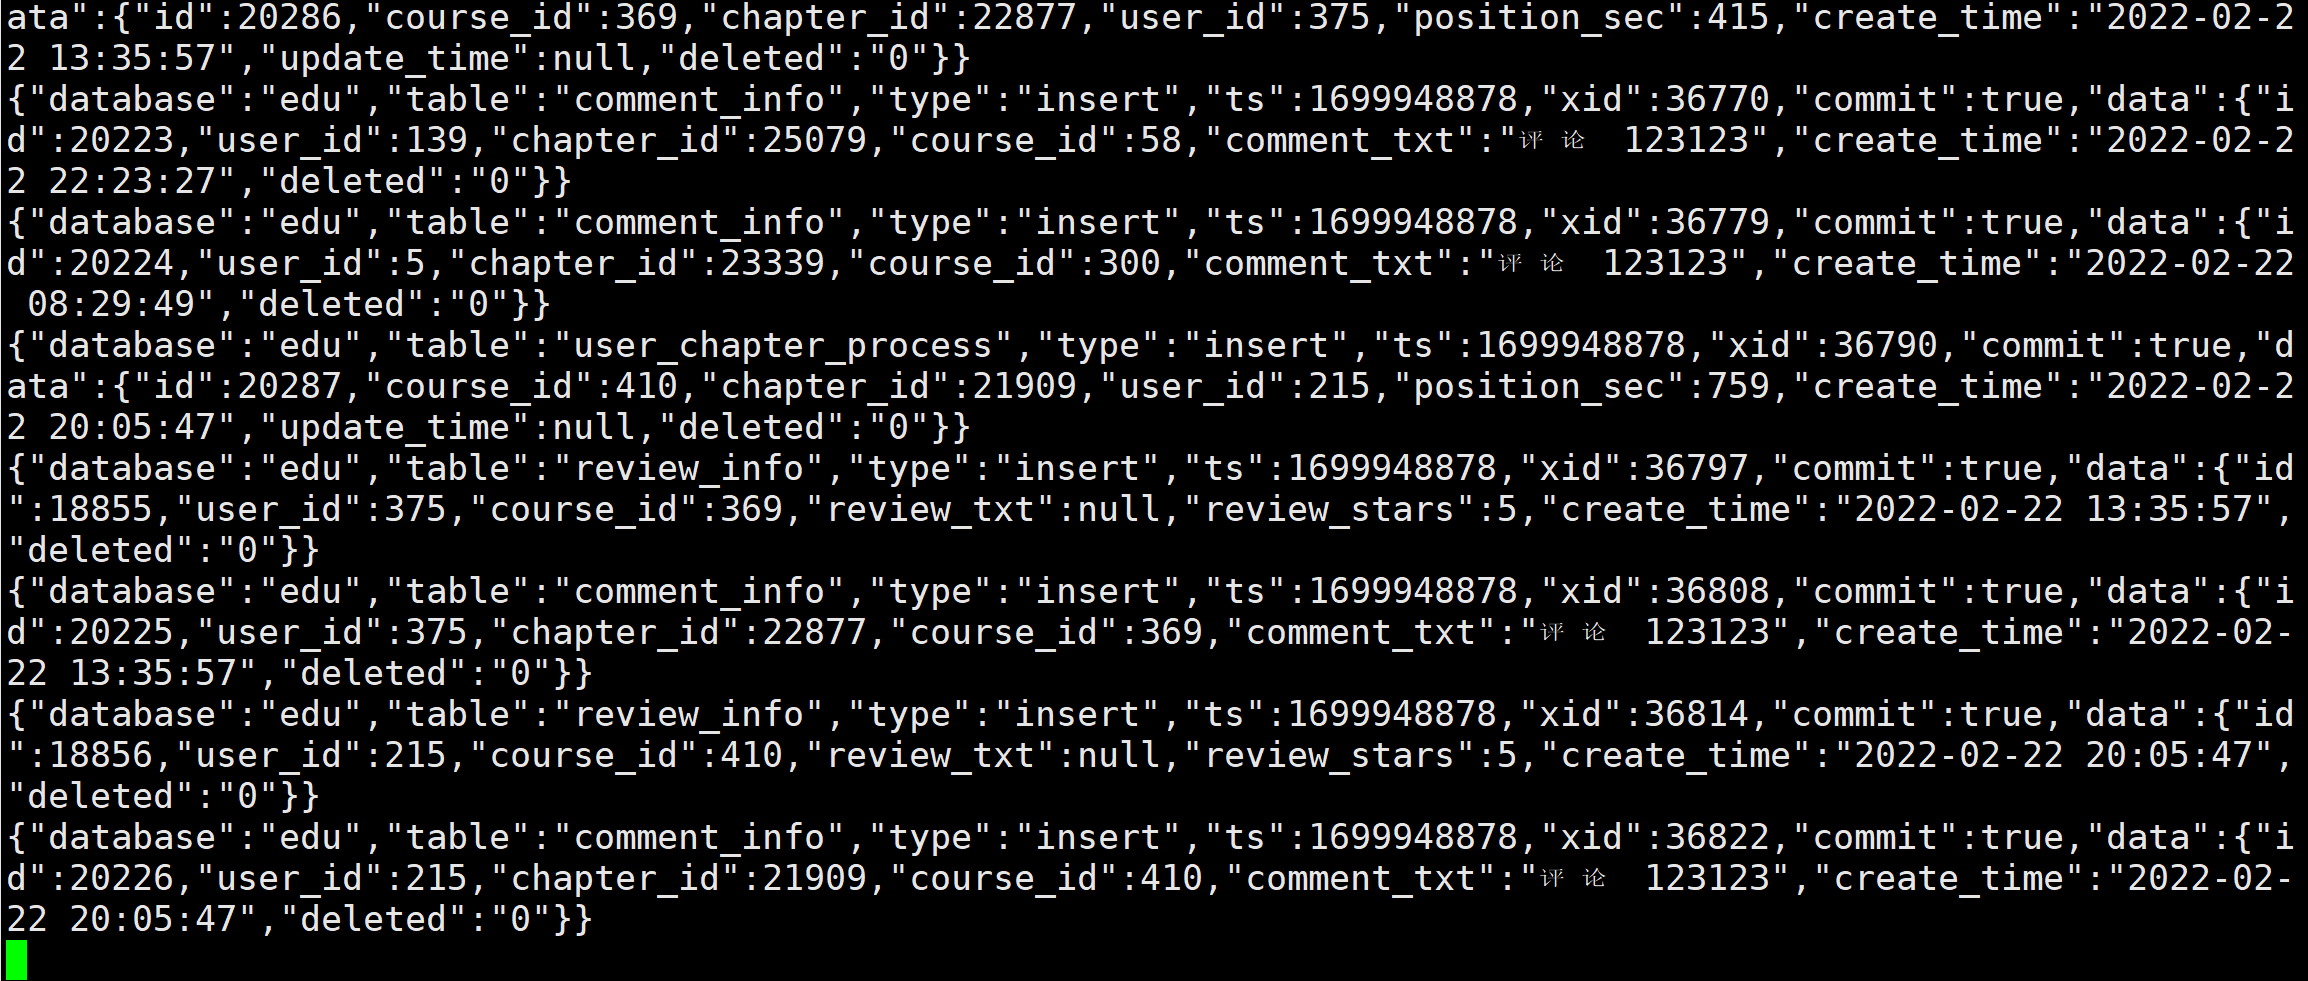 ata":{"id":20286,"course_id":369,"chapter_id":22877,"user_id":375,"position_sec":415,"create_time":"2022-02-2
2 13:35:57","update_time":null,"deleted":"0"}}
{"database":"edu","table":"comment_info","type":"insert","ts":1699948878,"xid":36770,"commit":true,"data":{"i
d":20223,"user_id":139,"chapter_id":25079,"course_id":58,"comment_txt":"评论 123123","create_time":"2022-02-2
2 22:23:27","deleted":"0"}}
{"database":"edu","table":"comment_info","type":"insert","ts":1699948878,"xid":36779,"commit":true,"data":{"i
d":20224,"user_id":5,"chapter_id":23339,"course_id":300,"comment_txt":"评论 123123","create_time":"2022-02-22
 08:29:49","deleted":"0"}}
{"database":"edu","table":"user_chapter_process","type":"insert","ts":1699948878,"xid":36790,"commit":true,"d
ata":{"id":20287,"course_id":410,"chapter_id":21909,"user_id":215,"position_sec":759,"create_time":"2022-02-2
2 20:05:47","update_time":null,"deleted":"0"}}
{"database":"edu","table":"review_info","type":"insert","ts":1699948878,"xid":36797,"commit":true,"data":{"id
":18855,"user_id":375,"course_id":369,"review_txt":null,"review_stars":5,"create_time":"2022-02-22 13:35:57",
"deleted":"0"}}
{"database":"edu","table":"comment_info","type":"insert","ts":1699948878,"xid":36808,"commit":true,"data":{"i
d":20225,"user_id":375,"chapter_id":22877,"course_id":369,"comment_txt":"评论 123123","create_time":"2022-02-
22 13:35:57","deleted":"0"}}
{"database":"edu","table":"review_info","type":"insert","ts":1699948878,"xid":36814,"commit":true,"data":{"id
":18856,"user_id":215,"course_id":410,"review_txt":null,"review_stars":5,"create_time":"2022-02-22 20:05:47",
"deleted":"0"}}
{"database":"edu","table":"comment_info","type":"insert","ts":1699948878,"xid":36822,"commit":true,"data":{"i
d":20226,"user_id":215,"chapter_id":21909,"course_id":410,"comment_txt":"评论 123123","create_time":"2022-02-
22 20:05:47","deleted":"0"}}